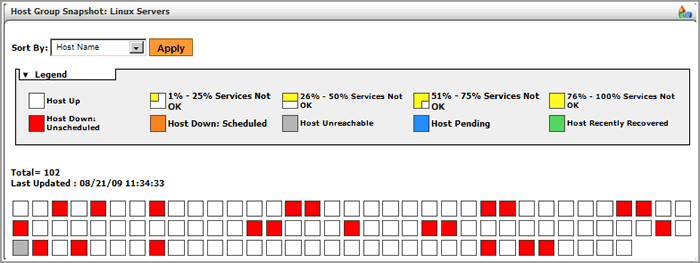 Host Group Snapshot: Linux Servers
Sort By: Host Name Apply
▼ Legend
Host Up
1% - 25% Services Not OK
26% - 50% Services Not OK
51% - 75% Services Not OK
76% - 100% Services Not OK
Host Down: Unscheduled
Host Down: Scheduled
Host Unreachable
Host Pending
Host Recently Recovered
Total= 102
Last Updated : 08/21/09 11:34:33